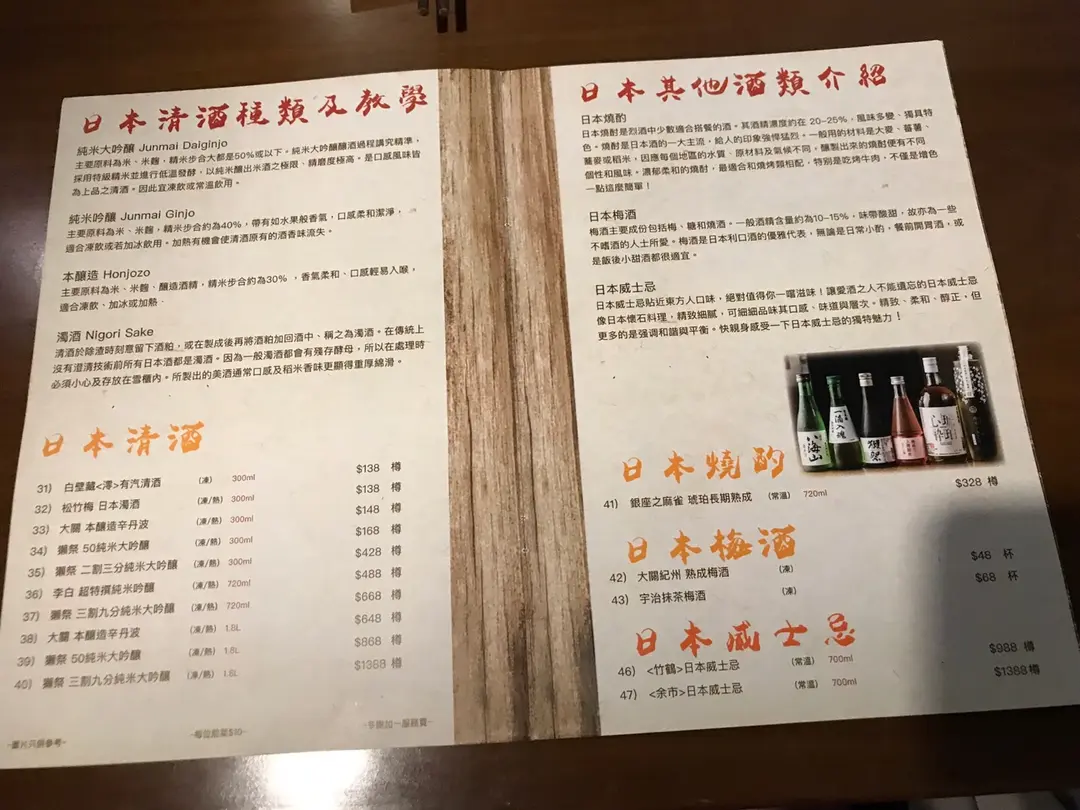 日本清酒種類及教學
純米大吟釀 Junmai Daiginjo
主要原料為米、米麴，精米步合大都是50%或以下。純米大吟釀釀酒過程講究精準，
採用特級精米並進行低溫發酵，以純米釀出米酒之極限、精磨度極高。是口感風味皆
為上品之清酒。因此宜凍飲或常溫飲用。
純米吟釀 Junmai Ginjo
主要原料為米、米麴，精米步合約為40%，帶有如水果般香氣，口感柔和潔淨，
適合凍飲或若加冰飲用。加熱有機會使清酒原有的酒香味流失。
本釀造 Honjozo
主要原料為米、米麴、釀造酒精，精米步合約為30%，香氣柔和、口感輕易入喉，
適合凍飲、加冰或加熱。
濁酒 Nigori Sake
清酒於除渣時刻意留下酒粕，或在製成後再將酒粕加回酒中、稱之為濁酒。在傳統上
沒有澄清技術前所有日本酒都是濁酒。因為一般濁酒都會有殘存酵母，所以在處理時
必須小心及存放在雪櫃內。所製出的美酒通常口感及稻米香味更顯得重厚綿滑。
日本清酒
31) 白壁藏<澪>有汽清酒 (凍) 300ml $138 樽
32) 松竹梅 日本濁酒 (凍/熱) 300ml $138 樽
33) 大關 本釀造辛丹波 (凍/熱) 300ml $148 樽
34) 獺祭 50純米大吟釀 (凍/熱) 300ml $168 樽
35) 獺祭 二割三分純米大吟釀 (凍/熱) 300ml $428 樽
36) 李白 超特撰純米吟釀 (凍/熱) 720ml $488 樽
37) 獺祭 三割九分純米大吟釀 (凍/熱) 720ml $668 樽
38) 大關 本釀造辛丹波 (凍/熱) 1.8L $648 樽
39) 獺祭 50純米大吟釀 (凍/熱) 1.8L $868 樽
40) 獺祭 三割九分純米大吟釀 (凍/熱) 1.8L $1368 樽
-圖片只供參考-
-另設加一服務費-
日本其他酒類介紹
日本燒酌
日本燒酌是烈酒中少數適合搭餐的酒。其酒精濃度約在 20-25%，風味多變、獨具特
色。燒酌是日本酒的一大主流，給人的印象強悍猛烈。一般用的材料是大麥、蕃薯、
蕎麥或稻米，因應每個地區的水質、原材料及氣候不同，釀製出來的燒酌便有不同
個性和風味。濃郁柔和的燒酌，最適合和燒烤類相配，特別是吃烤牛肉，不僅是增色
一點這麼簡單！
日本梅酒
梅酒主要成份包括梅、糖和燒酒。一般酒精含量約為10–15%，味帶酸甜，故亦為一些
不嗜酒的人士所愛。梅酒是日本利口酒的優雅代表，無論是日常小酌，餐前開胃酒，或
是飯後小甜酒都很適宜。
日本威士忌
日本威士忌貼近東方人口味，絕對值得你一嚐滋味！讓愛酒之人不能遺忘的日本威士忌
像日本懷石料理，精致細膩，可細細品味其口感、味道與層次。精致、柔和、醇正，但
更多的是强调和諧與平衡。快親身感受一下日本威士忌的獨特魅力！
八海山
一酒入魂
獺祭
日本燒酌
41) 銀座之麻雀 琥珀長期熟成 (常溫) 720ml $328 樽
日本梅酒
42) 大關紀州 熟成梅酒 (凍) $48 杯
43) 宇治抹茶梅酒 (凍) $68 杯
日本威士忌
46) <竹鶴>日本威士忌 (常溫) 700ml $988 樽
47) <余市>日本威士忌 (常溫) 700ml $1388樽